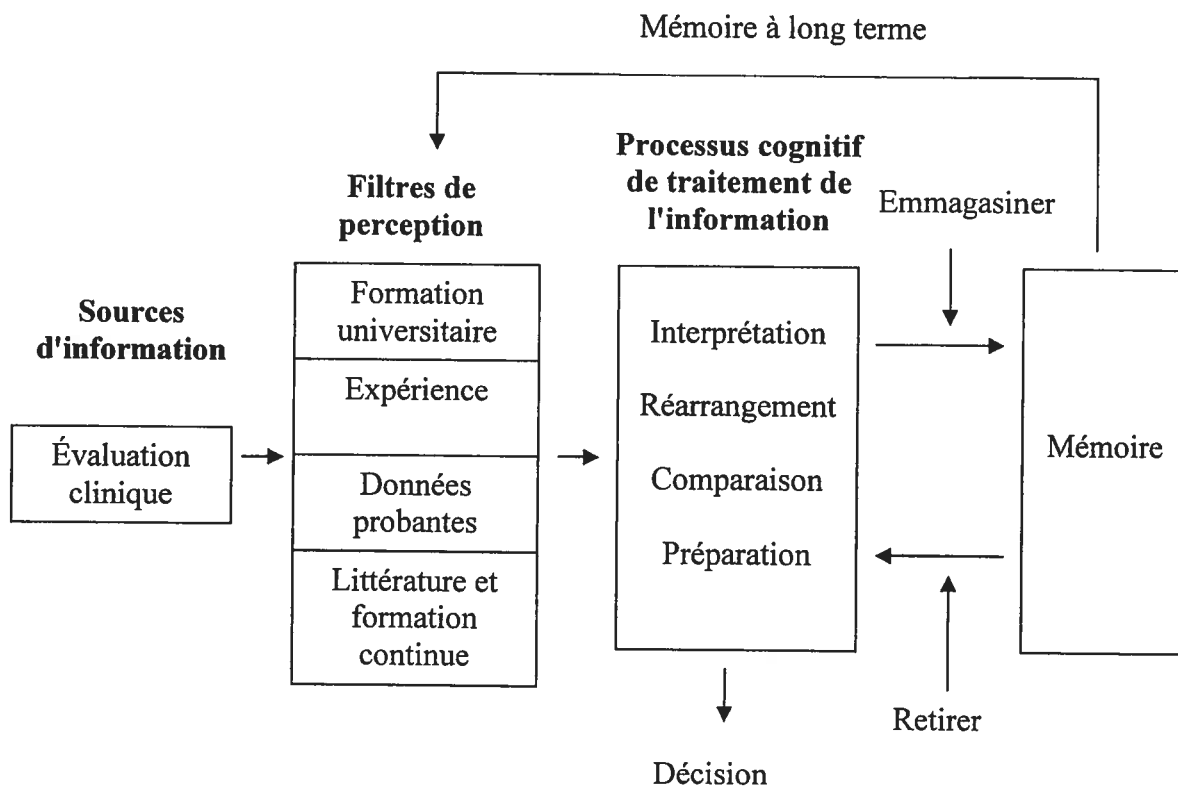 Mémoire à long terme
Filtres de
perception
Processus cognitif
de traitement de
l'information
Emmagasiner
Sources
d'information
Évaluation
clinique
Formation
universitaire
Expérience
Données
probantes
Littérature et
formation
continue
Interprétation
Réarrangement
Comparaison
Préparation
Mémoire
Retirer
Décision